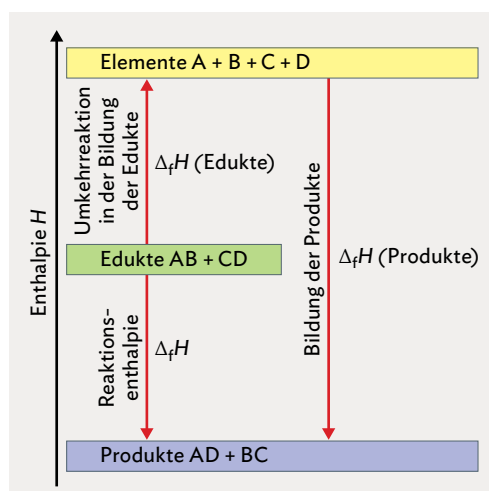 Elemente A + B + C + D
Enthalpie H
Umkehrreaktion
in der Bildung
der Edukte
ΔfH (Edukte)
Bildung der Produkte
ΔfH (Produkte)
Edukte AB + CD
Reaktions-
enthalpie
ΔfH
Produkte AD + BC